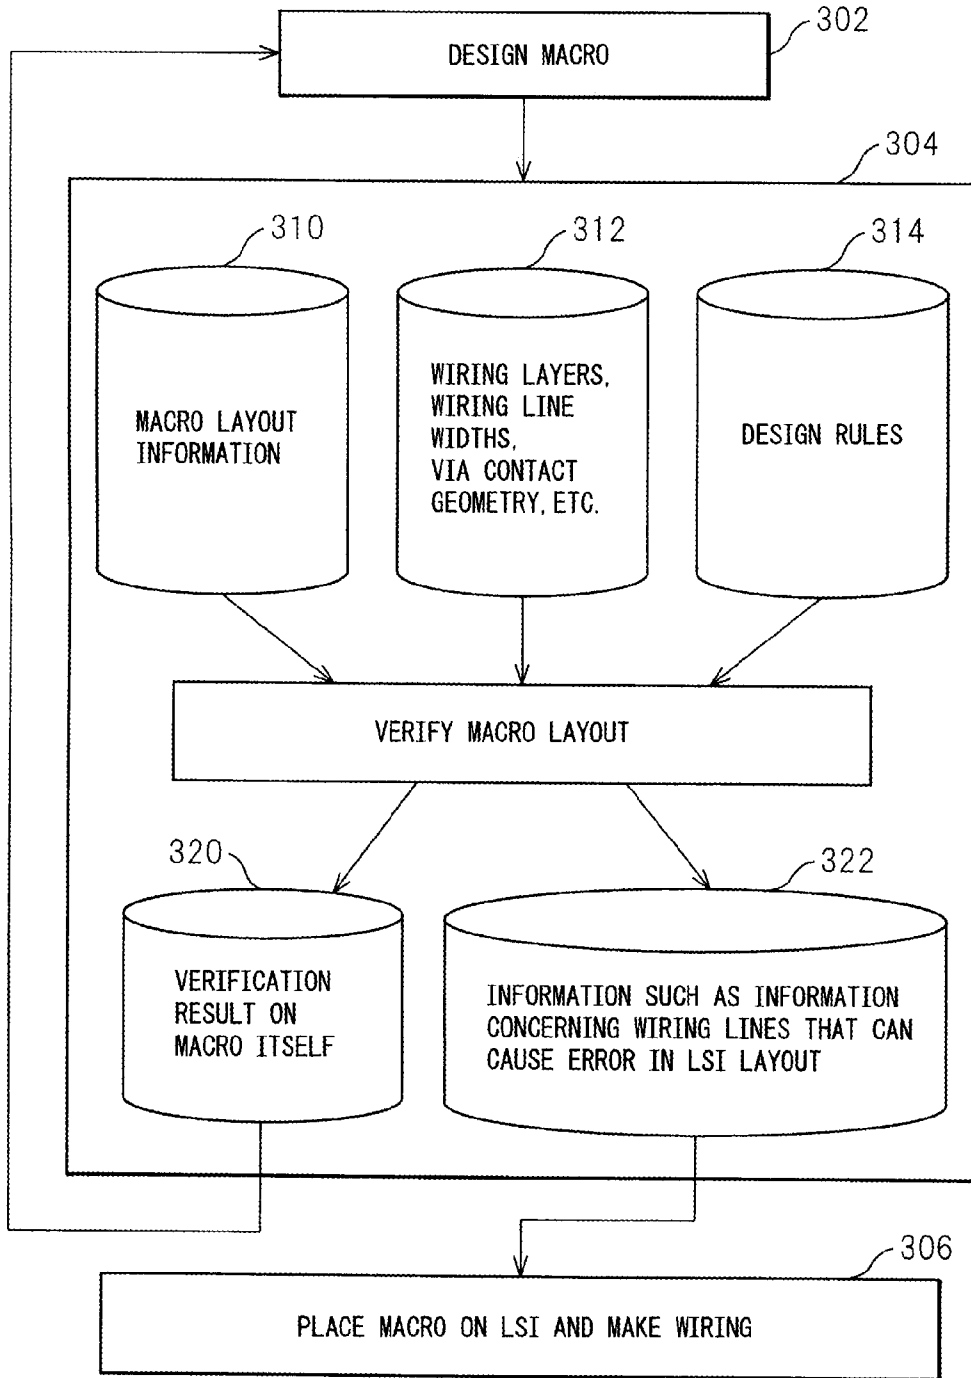 302
DESIGN MACRO
304
310
312
314
MACRO LAYOUT
INFORMATION
WIRING LAYERS,
WIRING LINE
WIDTHS,
VIA CONTACT
GEOMETRY, ETC.
DESIGN RULES
VERIFY MACRO LAYOUT
320
322
VERIFICATION
RESULT ON
MACRO ITSELF
INFORMATION SUCH AS INFORMATION
CONCERNING WIRING LINES THAT CAN
CAUSE ERROR IN LSI LAYOUT
306
PLACE MACRO ON LSI AND MAKE WIRING